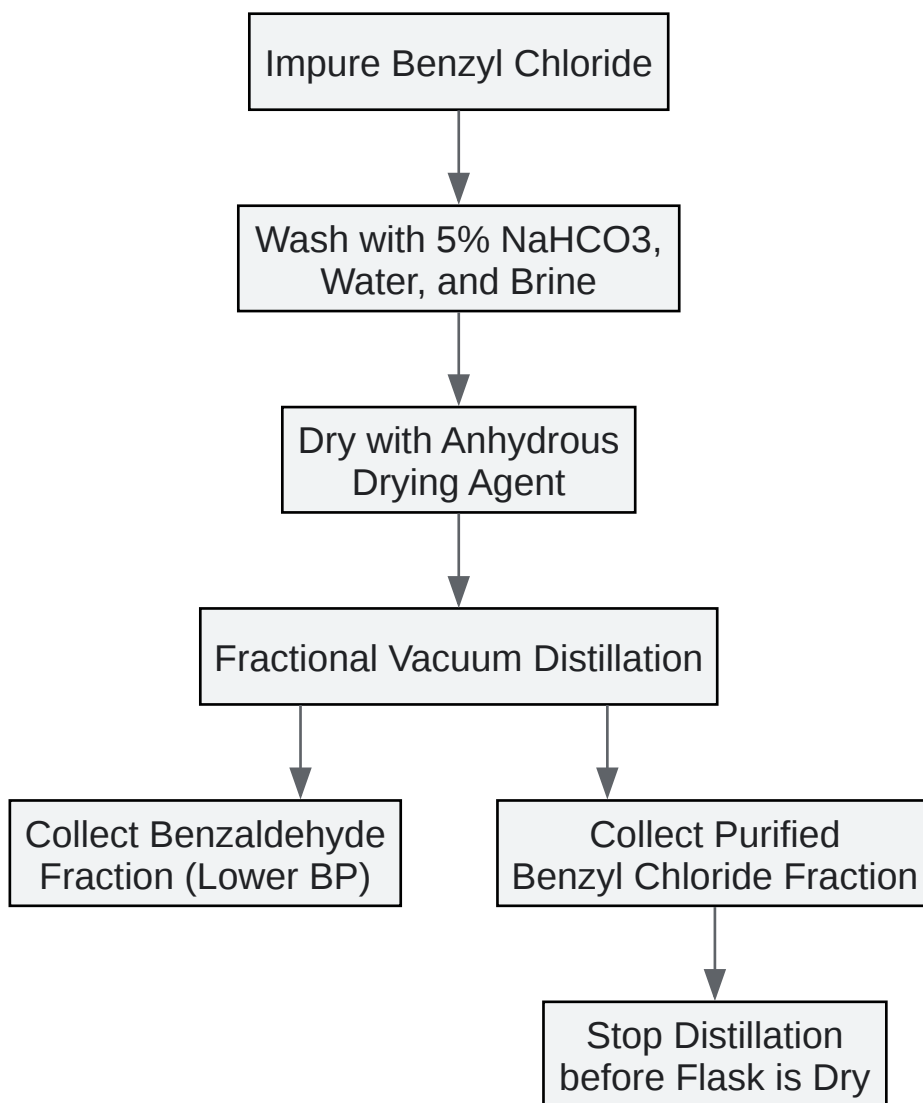 Impure Benzyl Chloride
Wash with 5% NaHCO3,
Water, and Brine
Dry with Anhydrous
Drying Agent
Fractional Vacuum Distillation
Collect Benzaldehyde
Fraction (Lower BP)
Collect Purified
Benzyl Chloride Fraction
Stop Distillation
before Flask is Dry